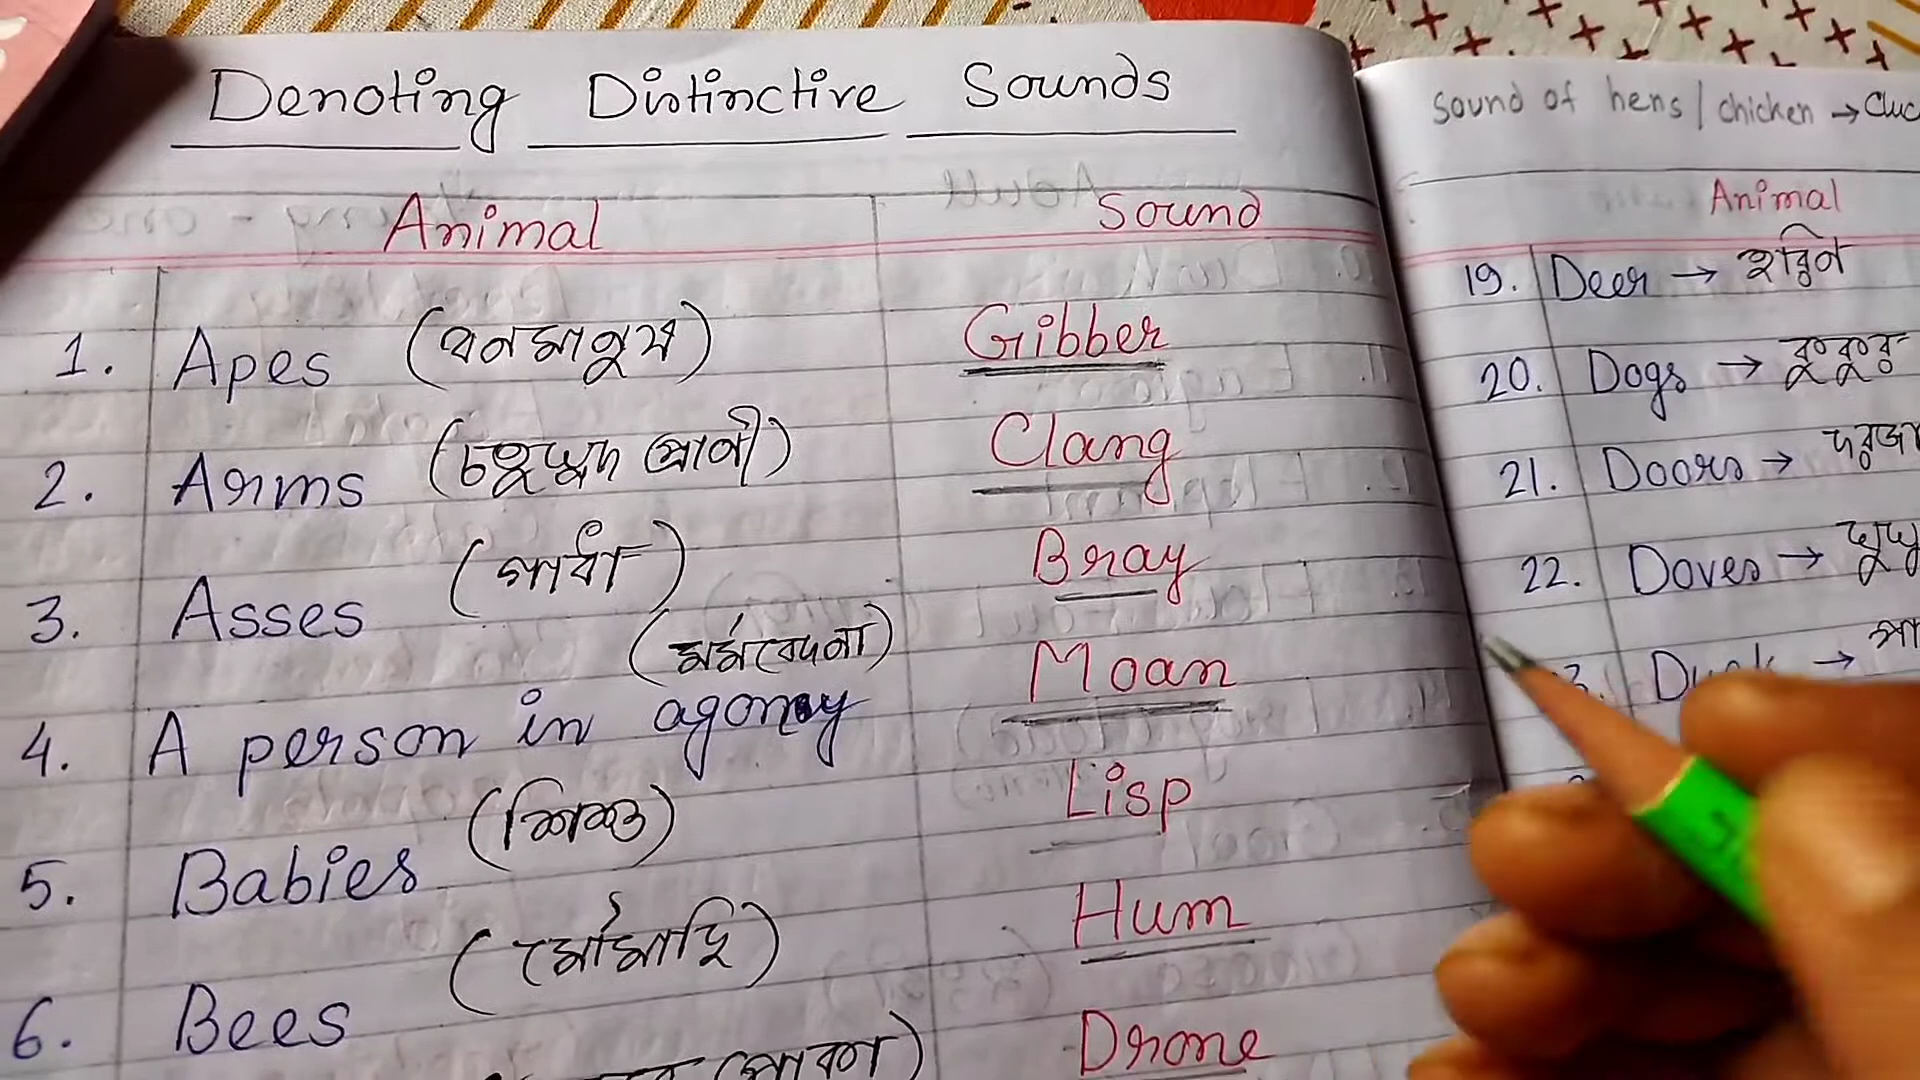 Denoting Distinctive Sounds
Animal Sound
1. Apes (বনমানুষ) Gibber
2. Arms (চতুষ্পদ প্রাণী) Clang
3. Asses (গাধা) Bray
(মর্মবেদনা)
4. A person in agony Moan
5. Babies (শিশু) Lisp
6. Bees (মৌমাছি) Hum
Drone
Sound of hens / chicken → Cluc
Animal
19. Deer → হরিণ
20. Dogs → কুকুর
21. Doors → দরজা
22. Doves → ঘুঘু